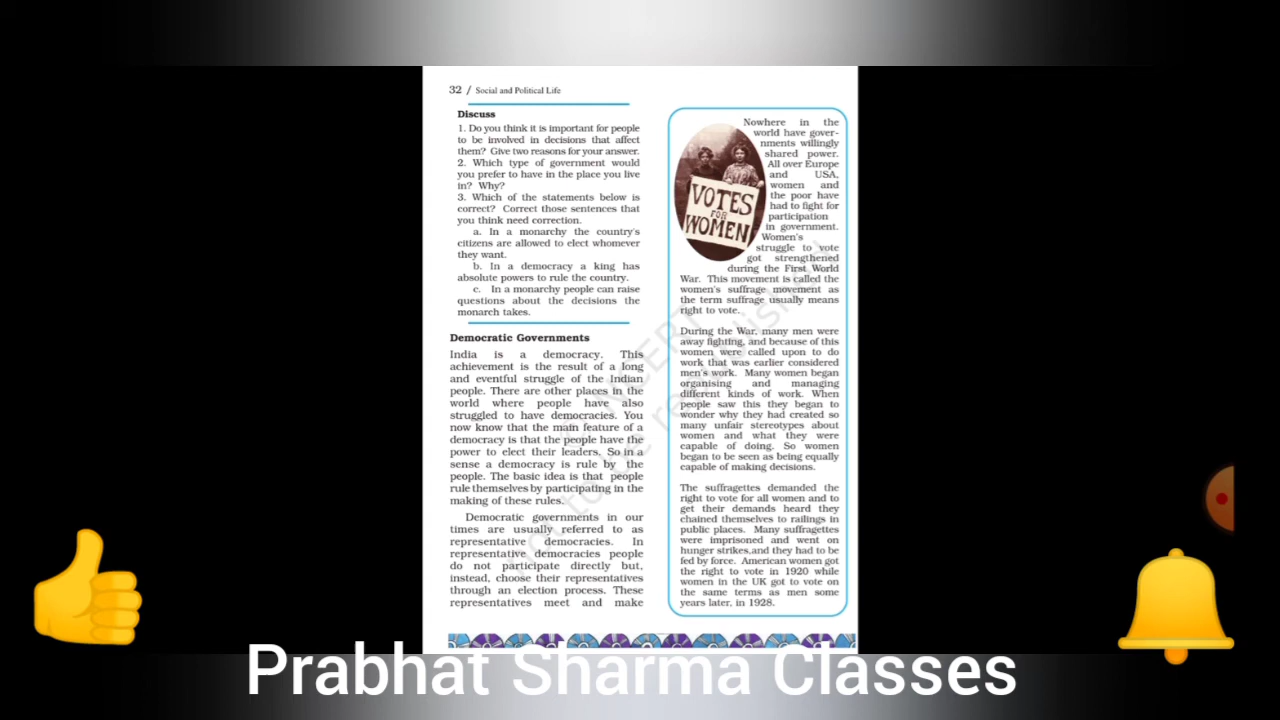 32 / Social and Political Life
Discuss
1. Do you think it is important for people
to be involved in decisions that affect
them? Give two reasons for your answer.
2. Which type of government would
you prefer to have in the place you live
in? Why?
3. Which of the statements below is
correct? Correct those sentences that
you think need correction.
a. In a monarchy the country's
citizens are allowed to elect whomever
they want.
b. In a democracy a king has
absolute powers to rule the country.
c. In a monarchy people can raise
questions about the decisions the
monarch takes.
Democratic Governments
India is a democracy. This
achievement is the result of a long
and eventful struggle of the Indian
people. There are other places in the
world where people have also
struggled to have democracies. You
now know that the main feature of a
democracy is that the people have the
power to elect their leaders. So in a
sense a democracy is rule by the
people. The basic idea is that people
rule themselves by participating in the
making of these rules.
Democratic governments in our
times are usually referred to as
representative democracies. In
representative democracies people
do not participate directly but,
instead, choose their representatives
through an election process. These
representatives meet and make
Nowhere in the
world have gover-
nments willingly
shared power.
All over Europe
and USA,
women and
the poor have
had to fight for
participation
in government.
Women's
struggle to vote
got strengthened
during the First World
War. This movement is called the
women's suffrage movement as
the term suffrage usually means
right to vote.
VOTES
FOR
WOMEN
During the War, many men were
away fighting, and because of this
women were called upon to do
work that was earlier considered
men's work. Many women began
organising and managing
different kinds of work. When
people saw this they began to
wonder why they had created so
many unfair stereotypes about
women and what they were
capable of doing. So women
began to be seen as being equally
capable of making decisions.
The suffragettes demanded the
right to vote for all women and to
get their demands heard they
chained themselves to railings in
public places. Many suffragettes
were imprisoned and went on
hunger strikes,and they had to be
fed by force. American women got
the right to vote in 1920 while
women in the UK got to vote on
the same terms as men some
years later, in 1928.
Prabhat Sharma Classes